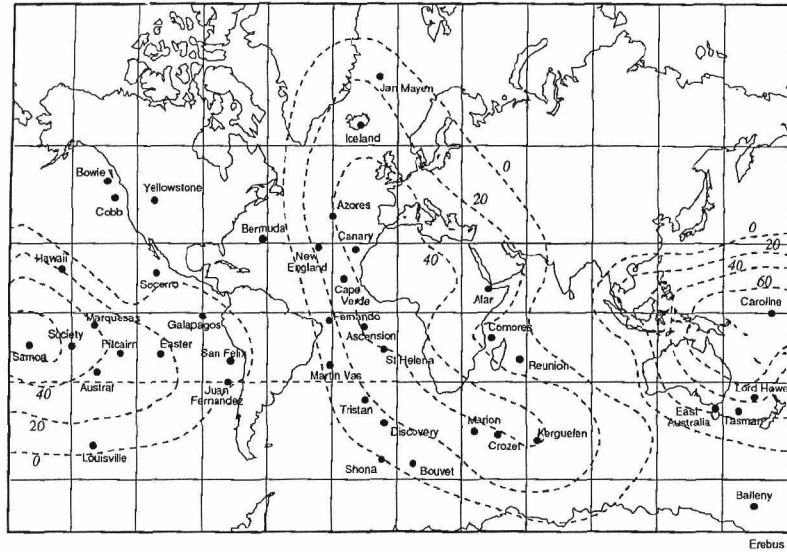 Jan Mayen
Iceland
0
Bowie
Yellowstone
20
Cobb
Azores
Bermuda
0
Canary
20
New
England
40
40
Hawaii
60
Socorro
Cape
Verde
Afar
Caroline
Marquesas
Galapagos
Fernando
Society
Ascension
Comores
Samoa
Pitcairn
Easter
San Felix
St Helena
Reunion
Martin Vas
40
Austral
Juan
Fernandez
Lord Howe
Tristan
East
Australia
Tasman
20
Discovery
Marion
Crozet
Kerguelen
0
Louisville
Shona
Bouvet
Balleny
Erebus